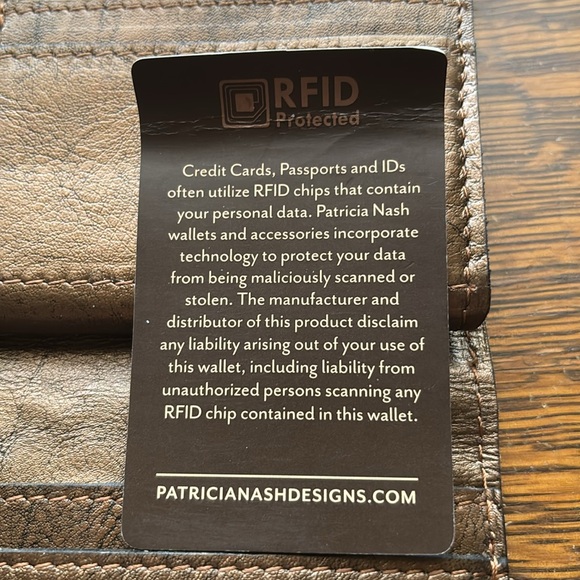 RFID
Protected
Credit Cards, Passports and IDs
often utilize RFID chips that contain
your personal data. Patricia Nash
wallets and accessories incorporate
technology to protect your data
from being maliciously scanned or
stolen. The manufacturer and
distributor of this product disclaim
any liability arising out of your use of
this wallet, including liability from
unauthorized persons scanning any
RFID chip contained in this wallet.
PATRICIANASHDESIGNS.COM